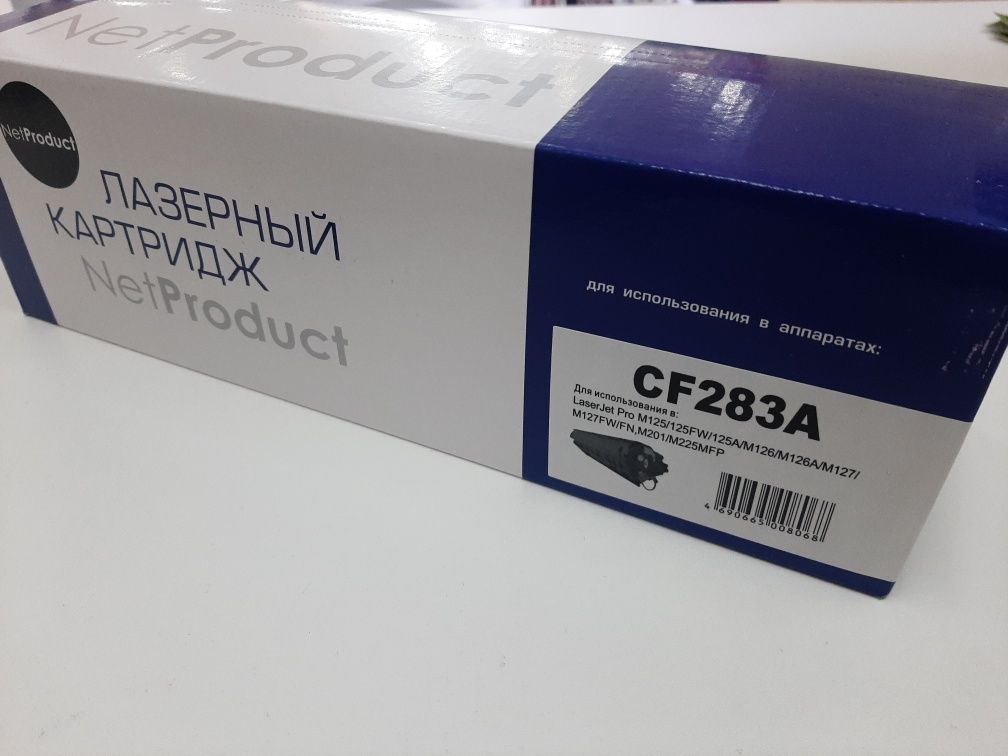 NetProduct
NetProduct
ЛАЗЕРНЫЙ
КАРТРИДЖ
NetProduct
для использования в аппаратах:
CF283A
Для использования в:
LaserJet Pro M125/125FW/125A/M126/M126A/M127/
M127FW/FN,M201/M225MFP
4 690665 008068